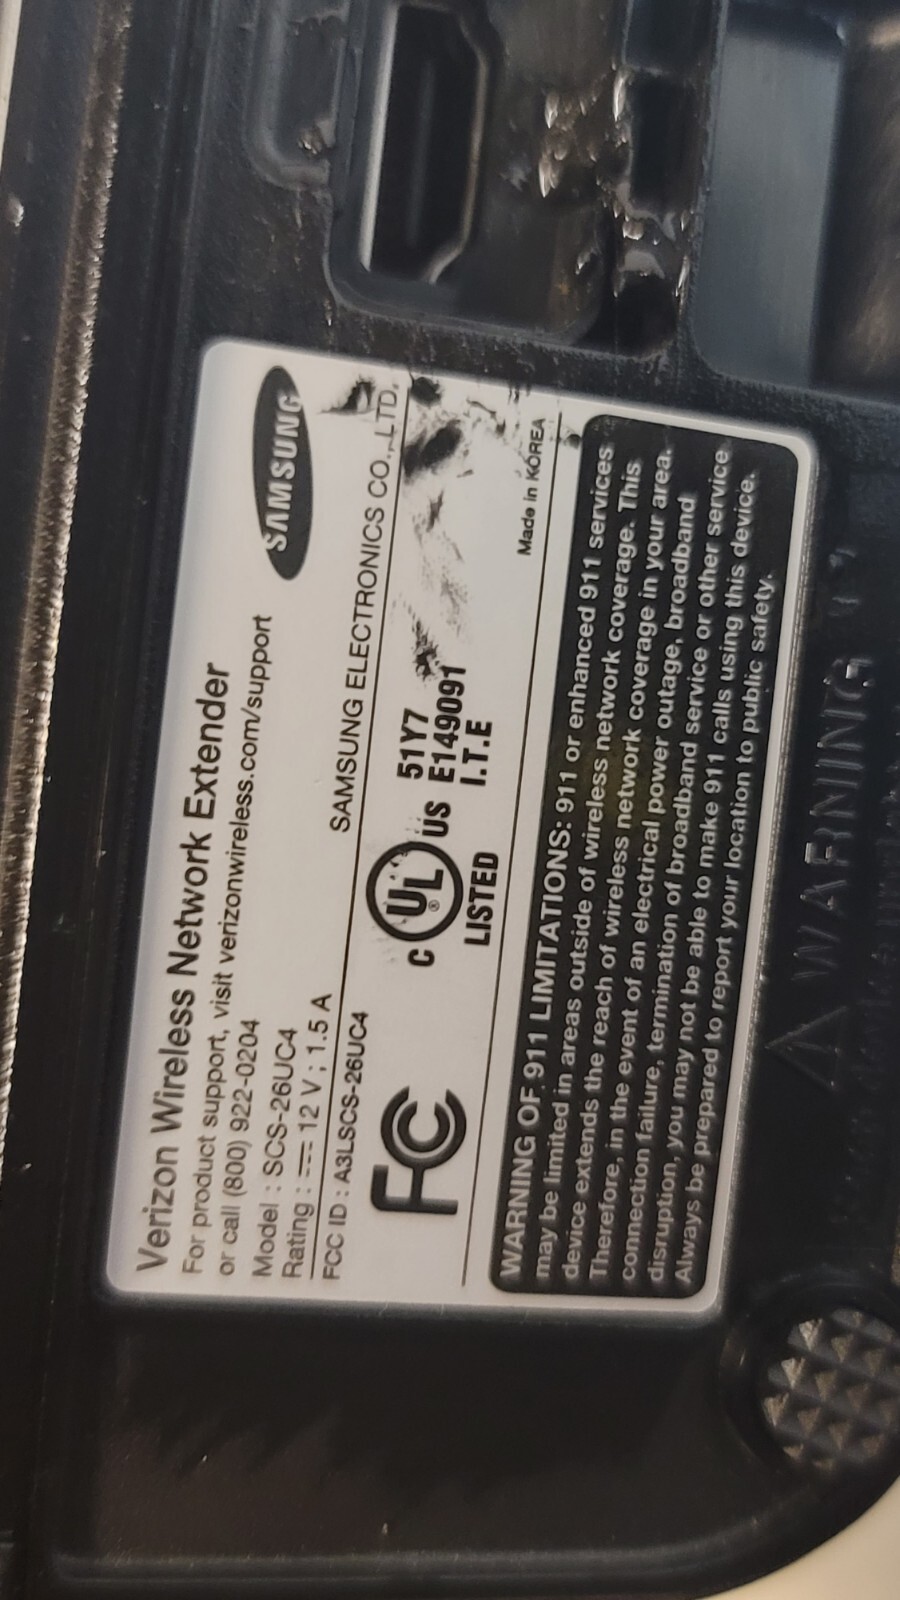 Verizon Wireless Network Extender
For product support, visit verizonwireless.com/support
or call (800) 922-0204
SAMSUNG
Model : SCS-26UC4
Rating : ⎓ 12 V ; 1.5 A
SAMSUNG ELECTRONICS CO., LTD.
FCC ID : A3LSCS-26UC4
FC
C UL ® US
LISTED
51Y7
E149091
I.T.E
Made in KOREA
WARNING OF 911 LIMITATIONS: 911 or enhanced 911 services
may be limited in areas outside of wireless network coverage. This
device extends the reach of wireless network coverage in your area.
Therefore, in the event of an electrical power outage, broadband
connection failure, termination of broadband service or other service
disruption, you may not be able to make 911 calls using this device.
Always be prepared to report your location to public safety.
WARNING